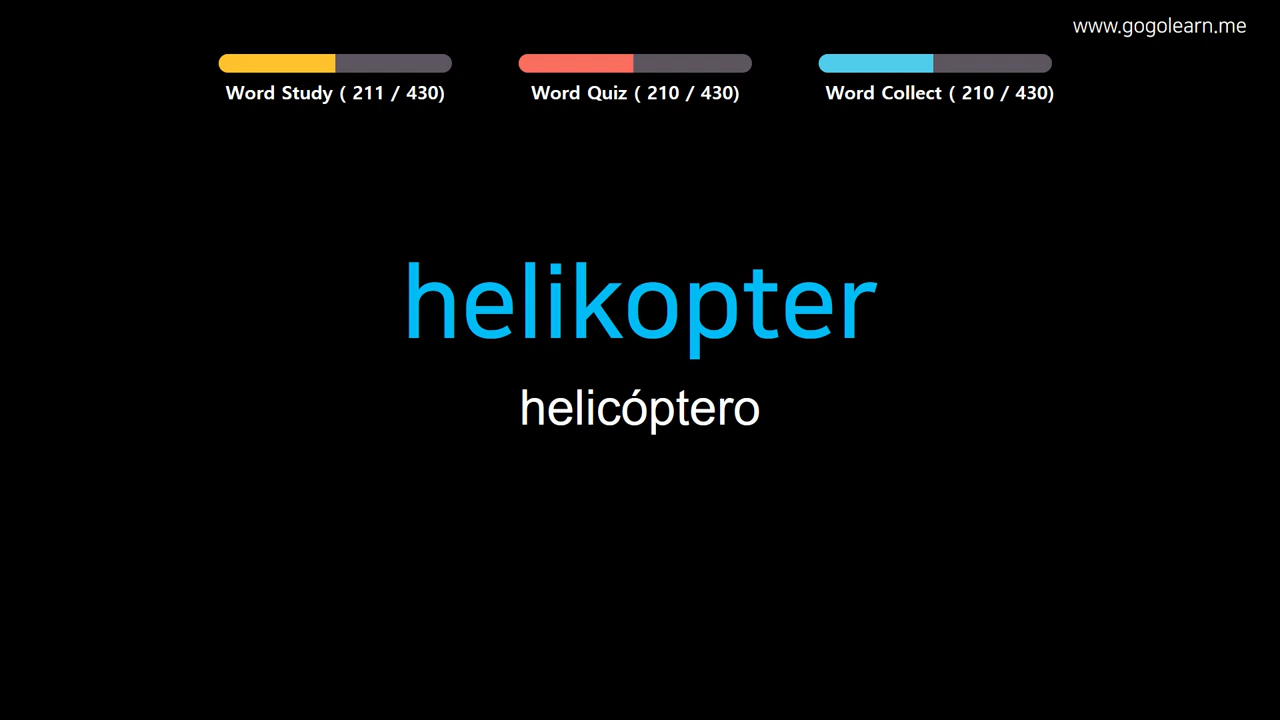 www.gogolearn.me
Word Study ( 211 / 430)
Word Quiz ( 210 / 430)
Word Collect ( 210 / 430)
helikopter
helicóptero